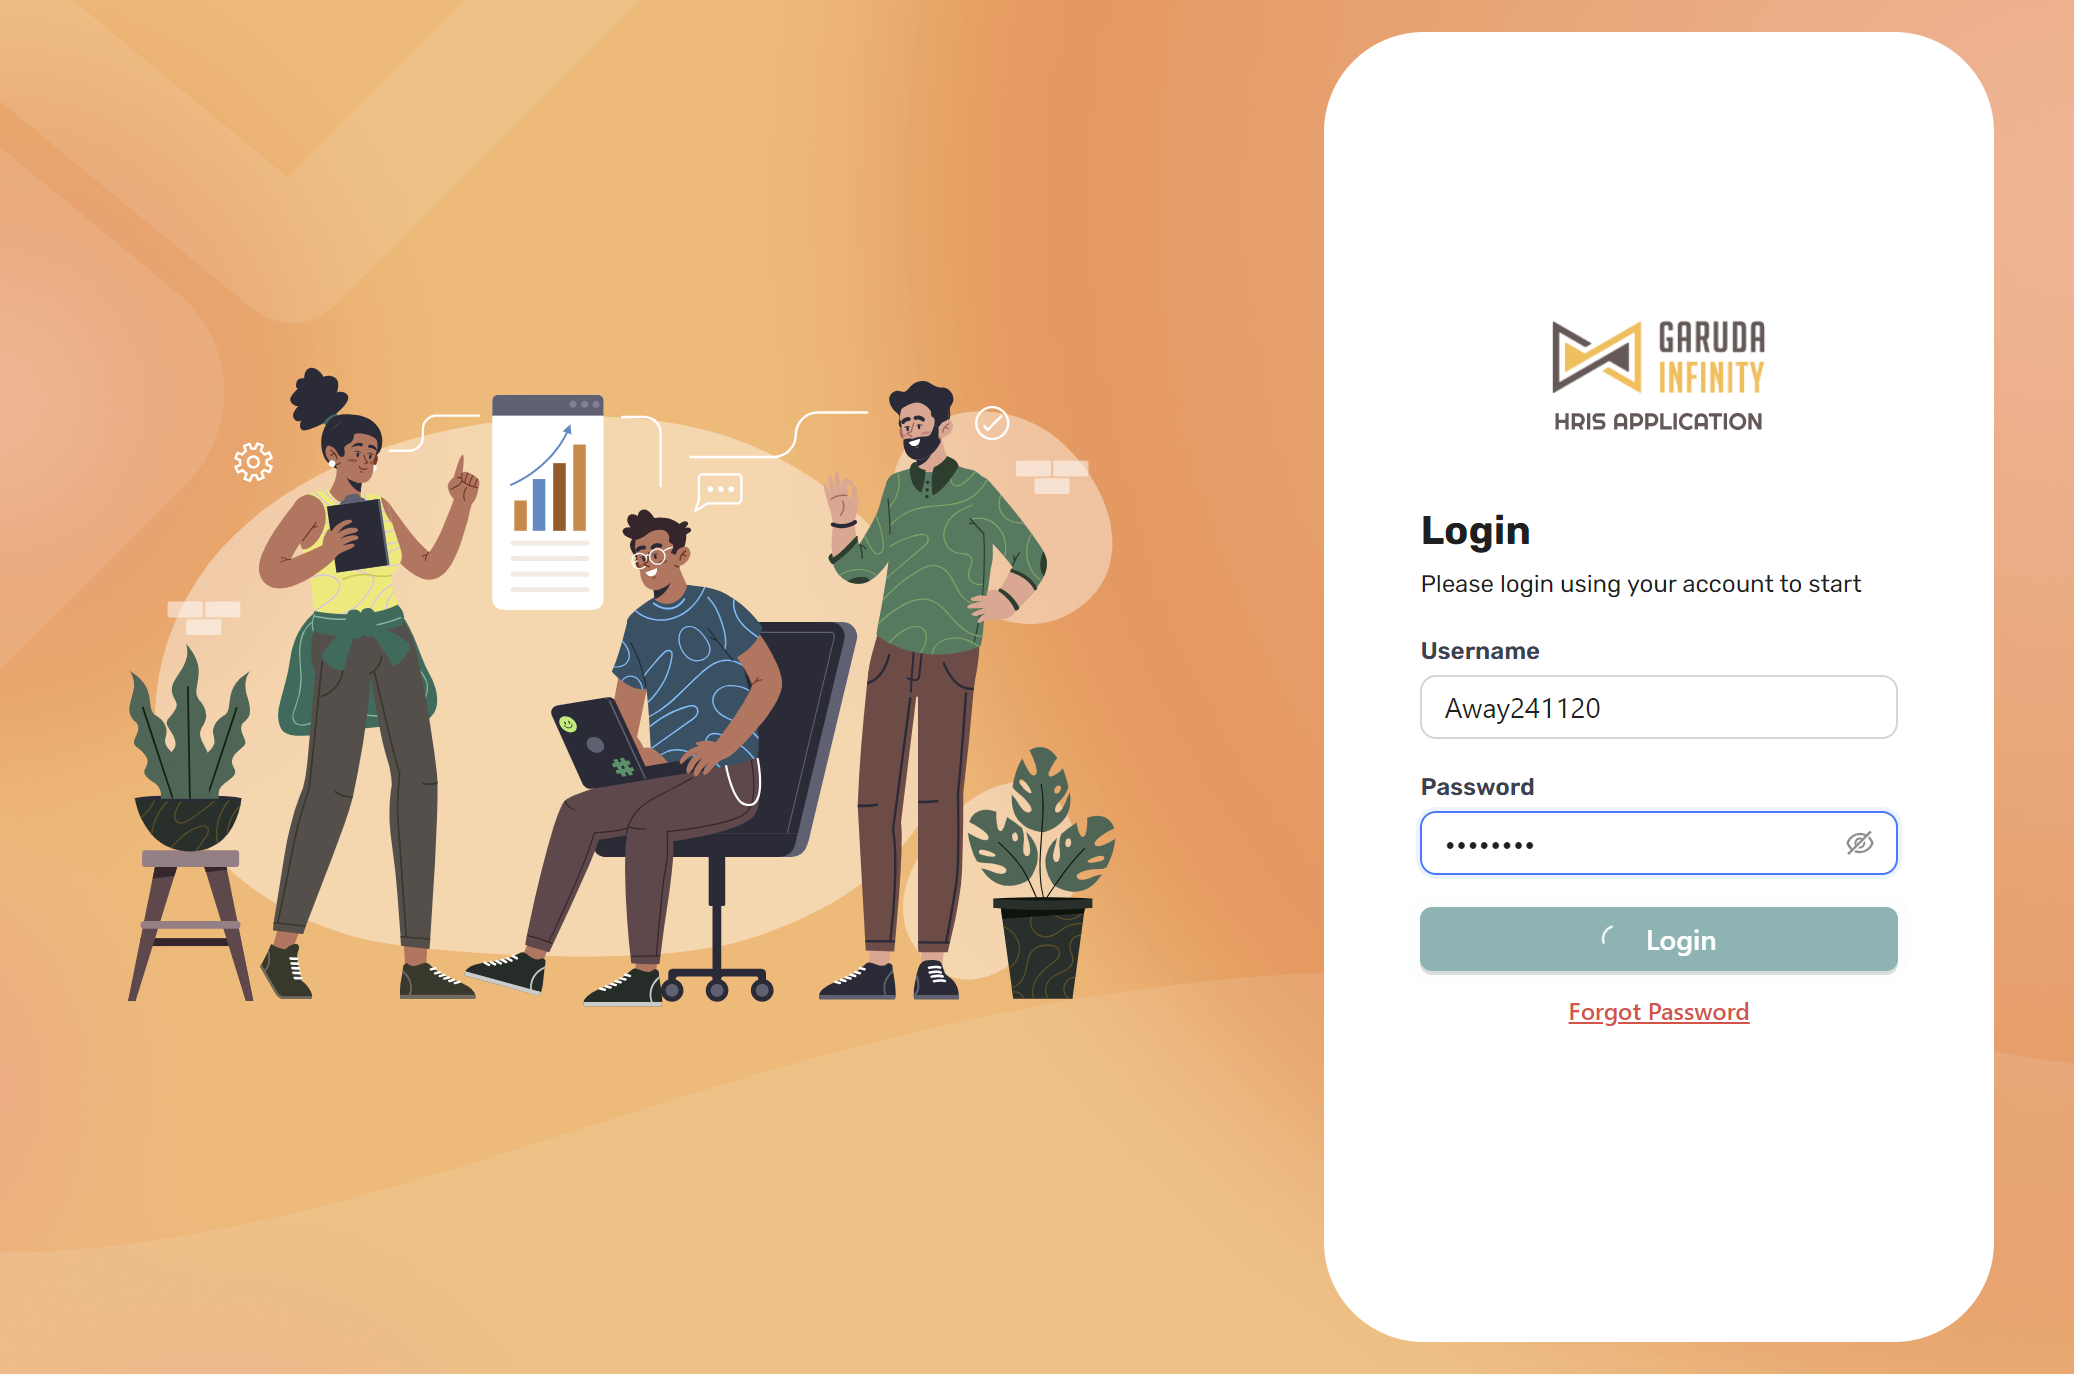 GARUDA
INFINITY
HRIS APPLICATION
Login
Please login using your account to start
Username
Away241120
Password
••••••••
Login
Forgot Password